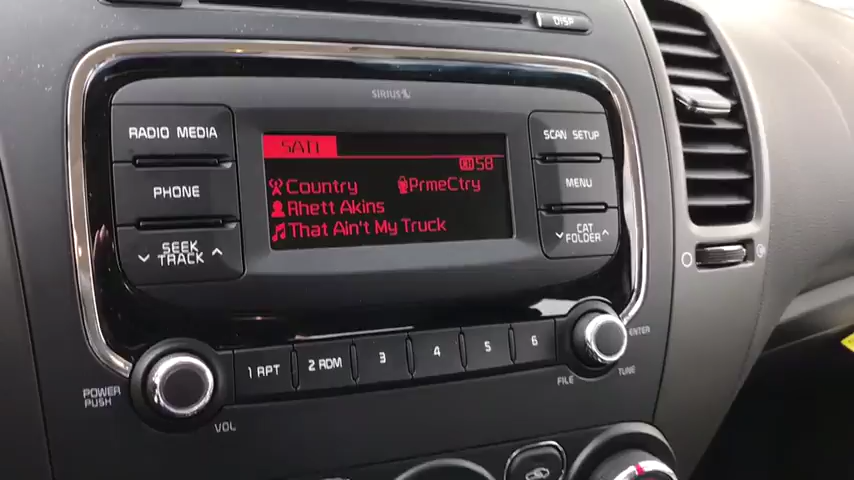 DISP
SIRIUS
RADIO MEDIA
PHONE
SEEK
TRACK
SAT1
CH 58
Country PrmeCtry
Rhett Akins
That Ain't My Truck
SCAN SETUP
MENU
CAT
FOLDER
1 RPT 2 RDM 3 4 5 6
POWER
PUSH
VOL
FILE
ENTER
TUNE